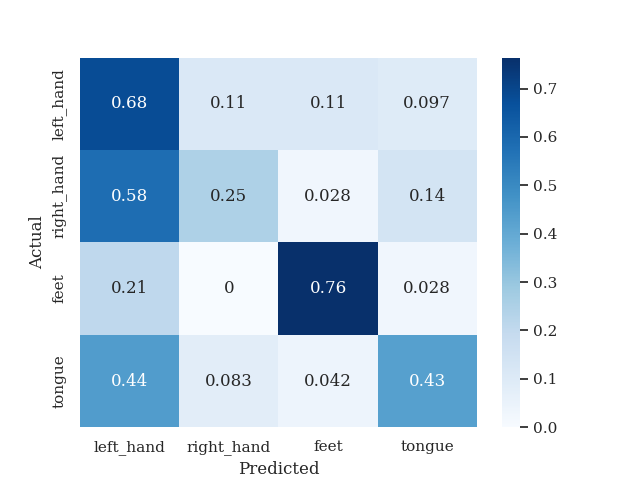 left_hand 0.68 0.11 0.11 0.097
right_hand 0.58 0.25 0.028 0.14
feet 0.21 0 0.76 0.028
tongue 0.44 0.083 0.042 0.43
Actual
left_hand right_hand feet tongue
Predicted
0.7
0.6
0.5
0.4
0.3
0.2
0.1
0.0